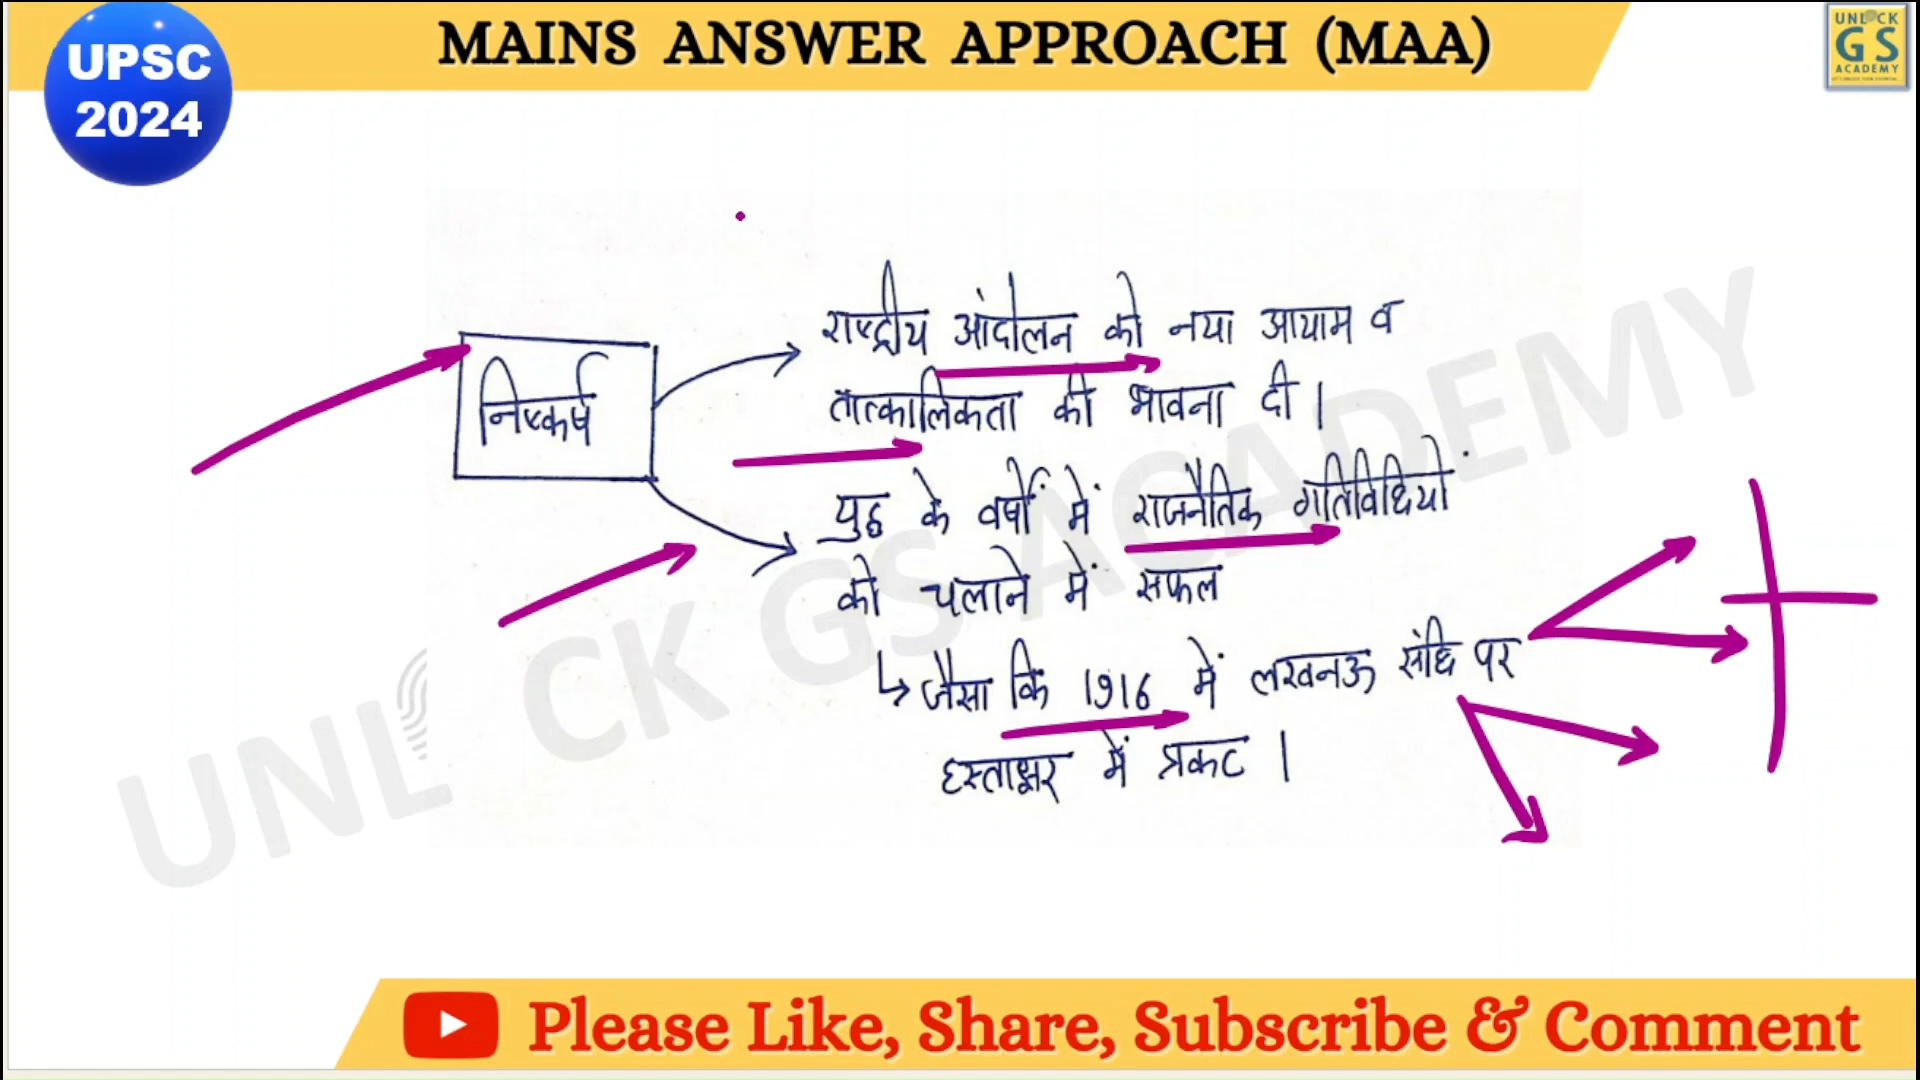 MAINS ANSWER APPROACH (MAA)
UPSC
2024
UNLOCK
GS
ACADEMY
राष्ट्रीय आंदोलन को नया आयाम व
तात्कालिकता की भावना दी।
निष्कर्ष
युद्ध के वर्षों में राजनैतिक गतिविधियों
को चलाने में सफल
↳ जैसा कि 1916 में लखनऊ संधि पर
हस्ताक्षर में प्रकट।
UNLOCK GS ACADEMY
Please Like, Share, Subscribe & Comment